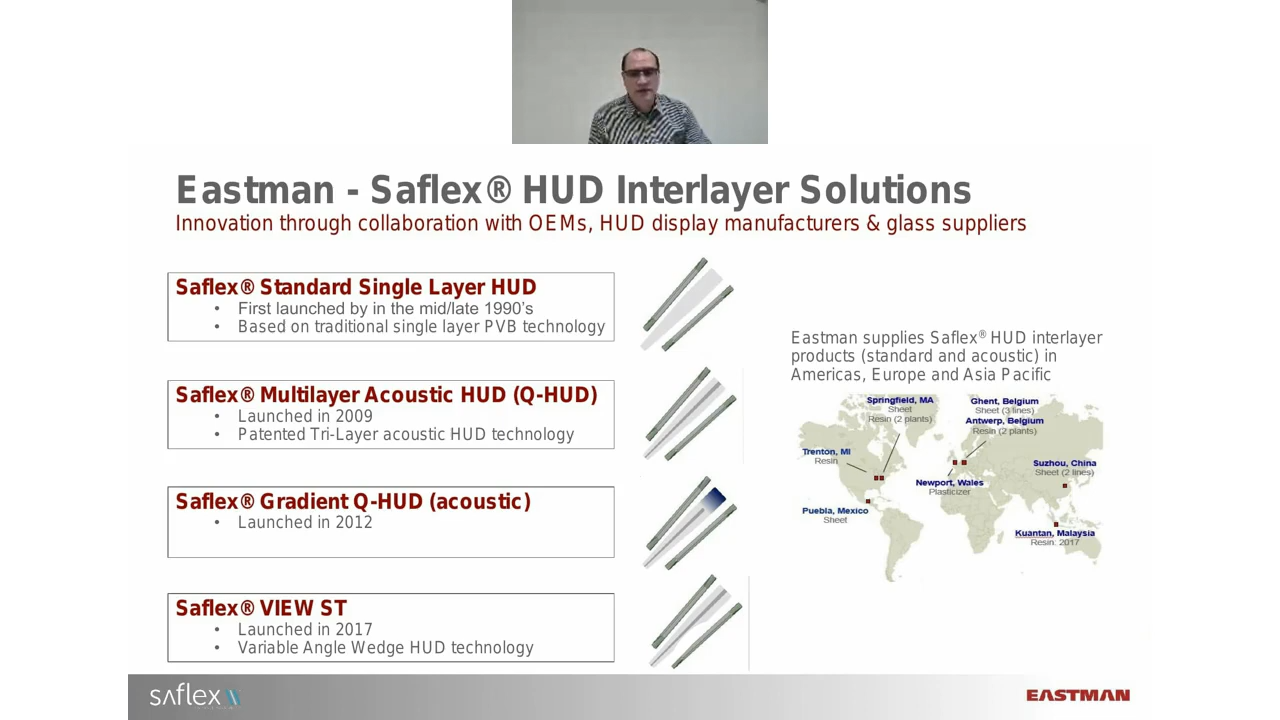 Eastman - Saflex® HUD Interlayer Solutions
Innovation through collaboration with OEMs, HUD display manufacturers & glass suppliers
Saflex® Standard Single Layer HUD
• First launched by in the mid/late 1990's
• Based on traditional single layer PVB technology
Saflex® Multilayer Acoustic HUD (Q-HUD)
• Launched in 2009
• Patented Tri-Layer acoustic HUD technology
Saflex® Gradient Q-HUD (acoustic)
• Launched in 2012
Saflex® VIEW ST
• Launched in 2017
• Variable Angle Wedge HUD technology
Eastman supplies Saflex® HUD interlayer
products (standard and acoustic) in
Americas, Europe and Asia Pacific
Springfield, MA
Sheet
Resin (2 plants)
Ghent, Belgium
Sheet (3 lines)
Antwerp, Belgium
Resin (2 plants)
Trenton, MI
Resin
Suzhou, China
Sheet (2 lines)
Newport, Wales
Plasticizer
Puebla, Mexico
Sheet
Kuantan, Malaysia
Resin: 2017
saflex
EASTMAN